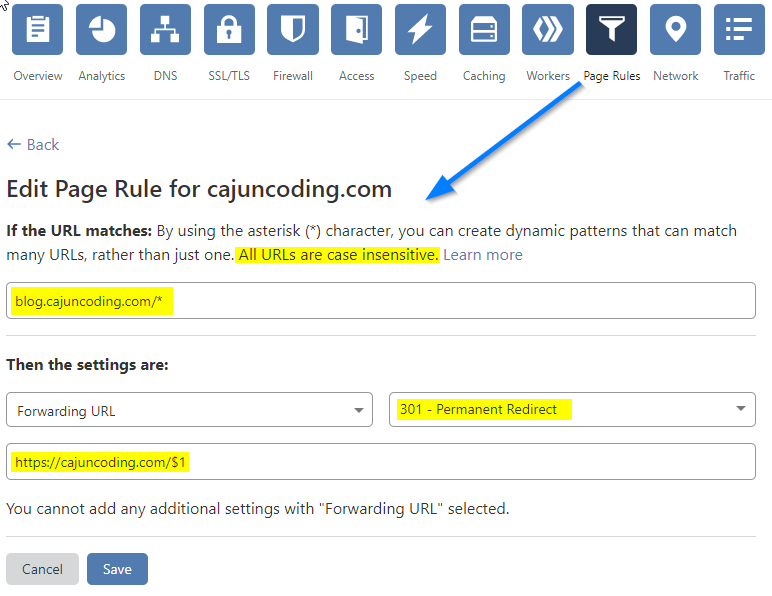 Overview Analytics DNS SSL/TLS Firewall Access Speed Caching Workers Page Rules Network Traffic
← Back
Edit Page Rule for cajuncoding.com
If the URL matches: By using the asterisk (*) character, you can create dynamic patterns that can match
many URLs, rather than just one. All URLs are case insensitive. Learn more
blog.cajuncoding.com/*
Then the settings are:
Forwarding URL 301 - Permanent Redirect
https://cajuncoding.com/$1
You cannot add any additional settings with "Forwarding URL" selected.
Cancel Save